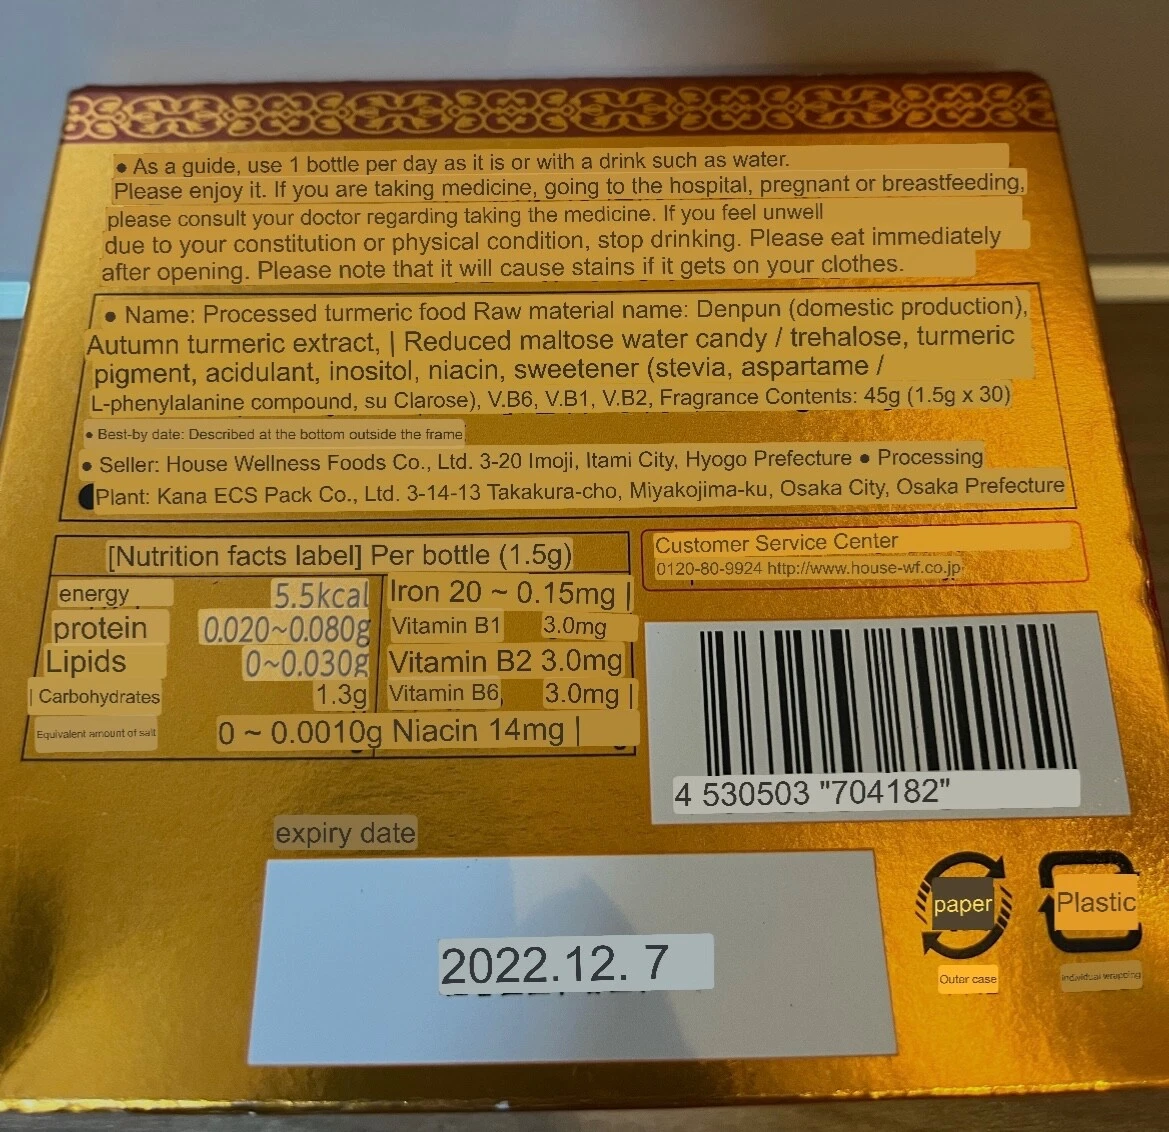 • As a guide, use 1 bottle per day as it is or with a drink such as water.
Please enjoy it. If you are taking medicine, going to the hospital, pregnant or breastfeeding,
please consult your doctor regarding taking the medicine. If you feel unwell
due to your constitution or physical condition, stop drinking. Please eat immediately
after opening. Please note that it will cause stains if it gets on your clothes.
• Name: Processed turmeric food Raw material name: Denpun (domestic production),
Autumn turmeric extract, | Reduced maltose water candy / trehalose, turmeric
pigment, acidulant, inositol, niacin, sweetener (stevia, aspartame /
L-phenylalanine compound, su Clarose), V.B6, V.B1, V.B2, Fragrance Contents: 45g (1.5g x 30)
• Best-by date: Described at the bottom outside the frame
• Seller: House Wellness Foods Co., Ltd. 3-20 Imoji, Itami City, Hyogo Prefecture • Processing
Plant: Kana ECS Pack Co., Ltd. 3-14-13 Takakura-cho, Miyakojima-ku, Osaka City, Osaka Prefecture
[Nutrition facts label] Per bottle (1.5g)
energy 5.5kcal Iron 20 ~ 0.15mg |
protein 0.020~0.080g Vitamin B1 3.0mg
Lipids 0~0.030g Vitamin B2 3.0mg
| Carbohydrates 1.3g Vitamin B6, 3.0mg |
Equivalent amount of salt 0 ~ 0.0010g Niacin 14mg |
Customer Service Center
0120-80-9924 http://www.house-wf.co.jp
4 530503 "704182"
expiry date
2022.12. 7
paper
Outer case
Plastic
Individual wrapping